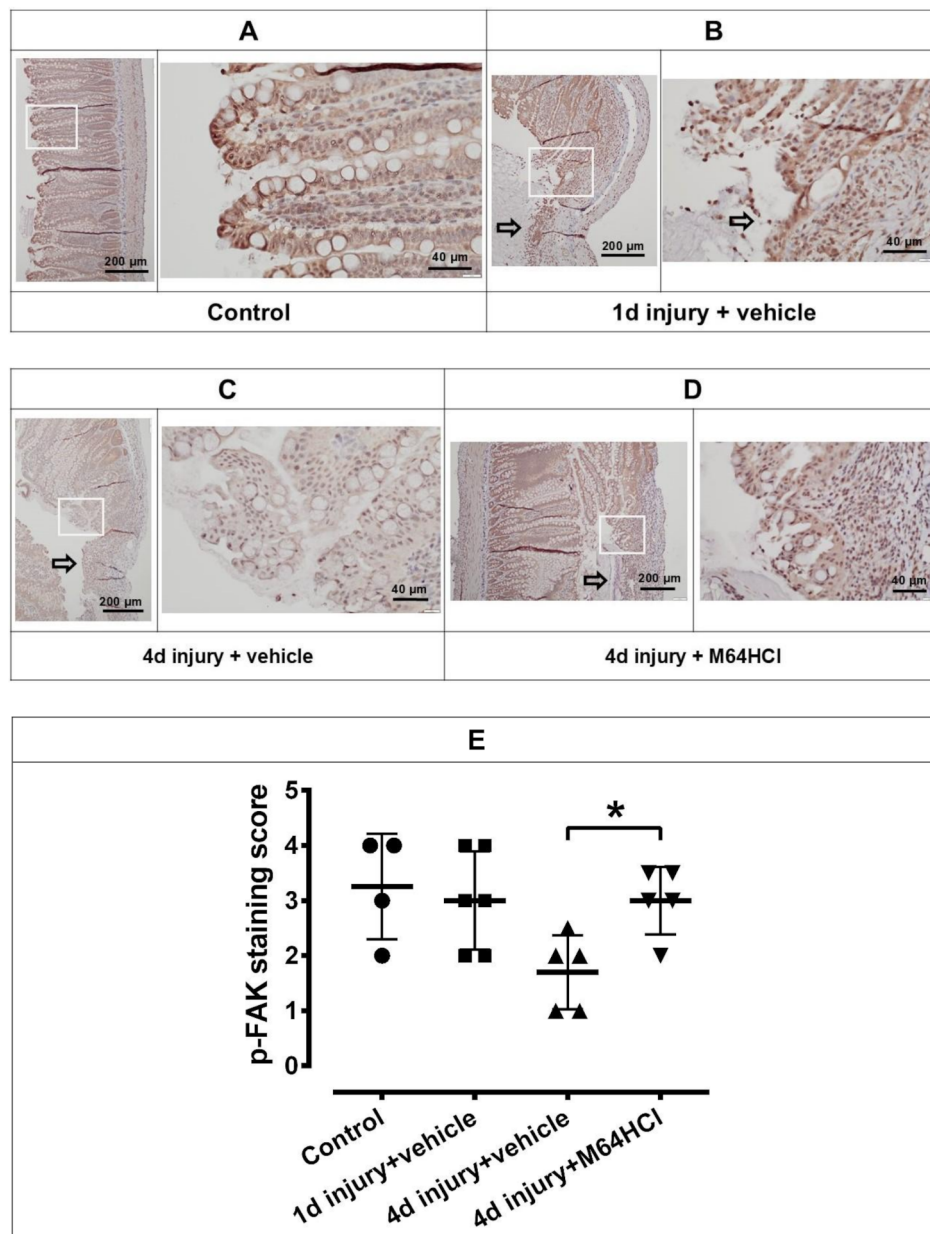 A
B
200 µm
40 µm
200 µm
40 µm
Control
1d injury + vehicle
C
D
200 µm
40 µm
200 µm
40 µm
4d injury + vehicle
4d injury + M64HCl
E
p-FAK staining score
5
4
3
2
1
0
*
Control
1d injury+vehicle
4d injury+vehicle
4d injury+M64HCl